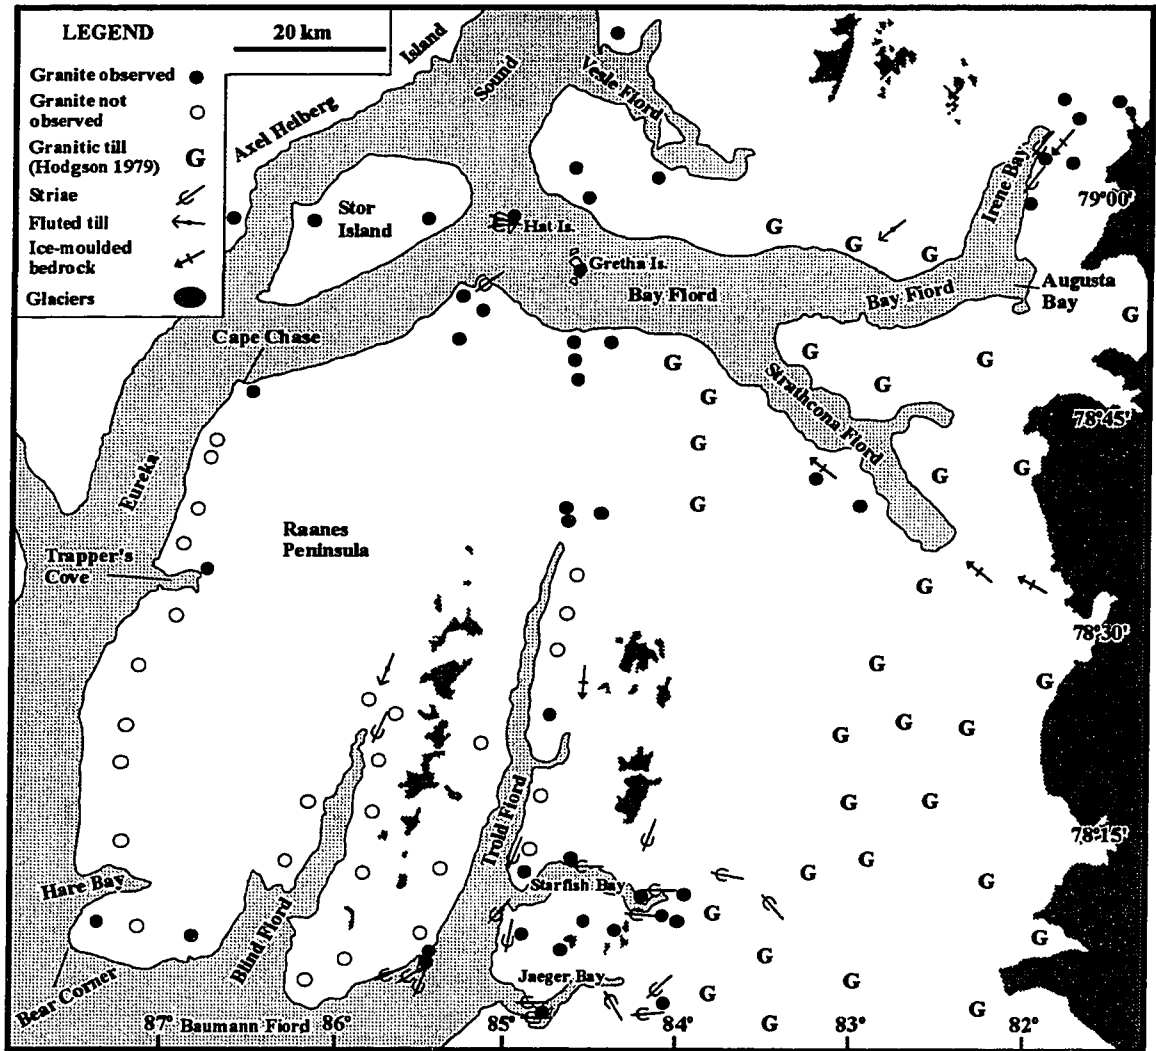 LEGEND
20 km
Granite observed
Granite not
observed
Granitic till
(Hodgson 1979)
G
Striae
Fluted till
Ice-moulded
bedrock
Glaciers
Axel Heiberg
Island
Sound
Vesle Fiord
Irene Bay
79°00'
Stor
Island
Hat Is.
G
G
G
Gretha Is.
Bay Fiord
Bay Fiord
Augusta
Bay
G
Cape Chase
G
G
G
G
G
Strathcona Fiord
78°45'
G
G
G
Eureka
G
Raanes
Peninsula
Trapper's
Cove
G
78°30'
G
G
G
G
G
Trold Fiord
G
G
78°15'
G
G
G
Hare Bay
Starfish Bay
G
G
Blind Fiord
G
Jaeger Bay
G
G
G
G
Bear Corner
87°
Baumann Fiord
86°
85°
84°
83°
82°